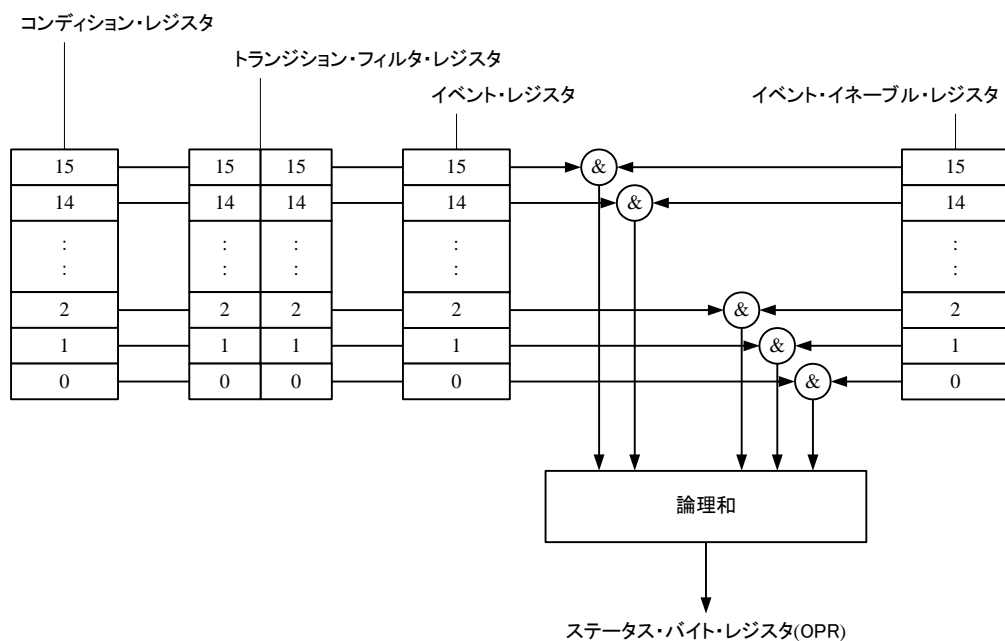 コンディション・レジスタ
トランジション・フィルタ・レジスタ
イベント・レジスタ
イベント・イネーブル・レジスタ
15 15 15 15 & 15
14 14 14 14 & 14
: : : : :
: : : : :
2 2 2 2 & 2
1 1 1 1 & 1
0 0 0 0 & 0
論理和
ステータス・バイト・レジスタ(OPR)